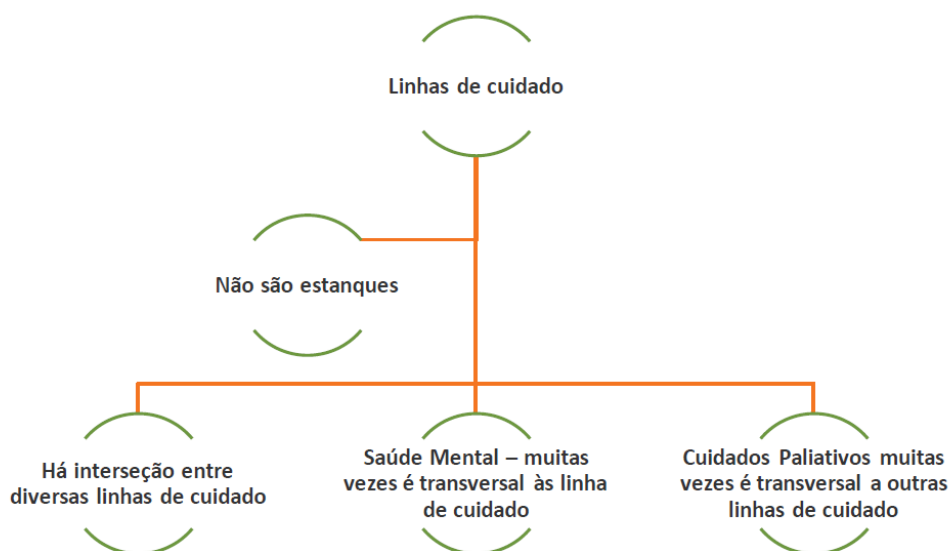 Linhas de cuidado
Não são estanques
Há interseção entre
diversas linhas de cuidado
Saúde Mental – muitas
vezes é transversal às linha
de cuidado
Cuidados Paliativos muitas
vezes é transversal a outras
linhas de cuidado